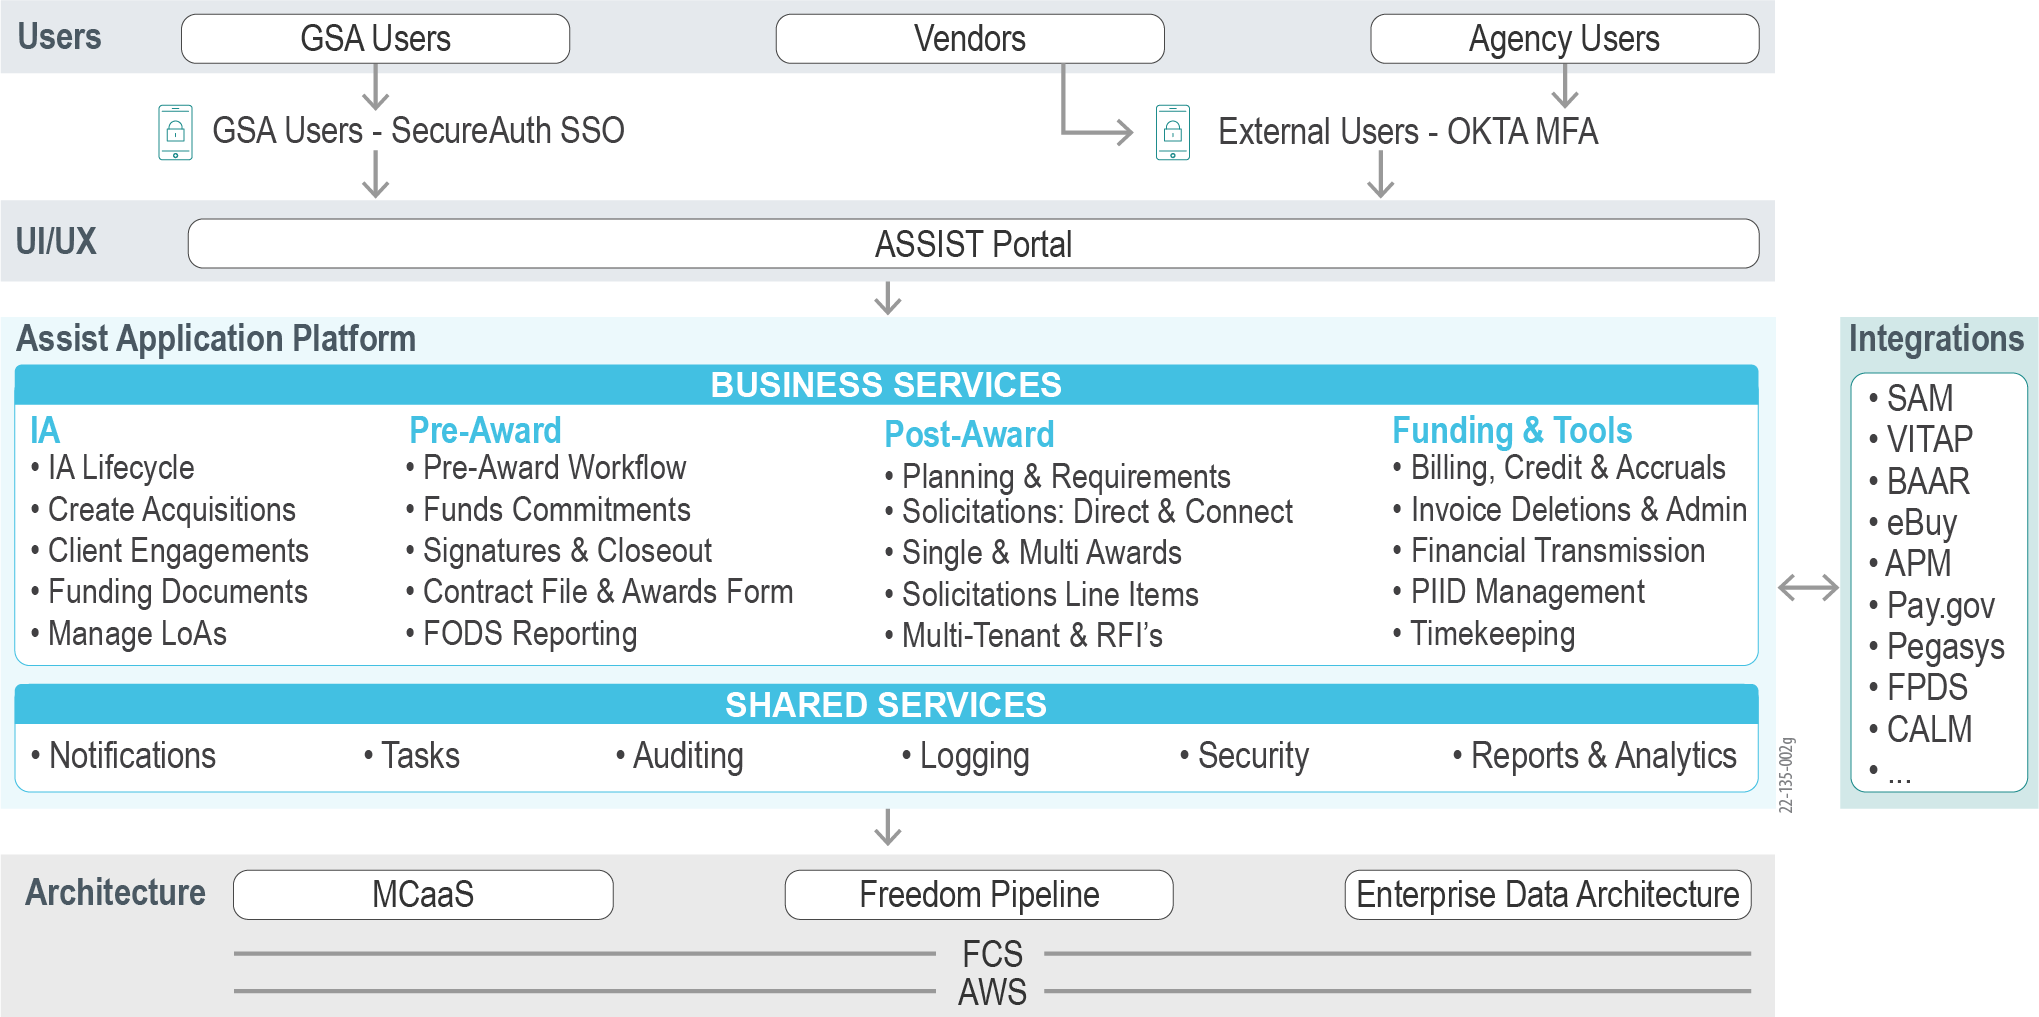 Users
GSA Users
Vendors
Agency Users
GSA Users - SecureAuth SSO
External Users - OKTA MFA
UI/UX
ASSIST Portal
Assist Application Platform
BUSINESS SERVICES
IA
• IA Lifecycle
• Create Acquisitions
• Client Engagements
• Funding Documents
• Manage LoAs
Pre-Award
• Pre-Award Workflow
• Funds Commitments
• Signatures & Closeout
• Contract File & Awards Form
• FODS Reporting
Post-Award
• Planning & Requirements
• Solicitations: Direct & Connect
• Single & Multi Awards
• Solicitations Line Items
• Multi-Tenant & RFI’s
Funding & Tools
• Billing, Credit & Accruals
• Invoice Deletions & Admin
• Financial Transmission
• PIID Management
• Timekeeping
SHARED SERVICES
• Notifications
• Tasks
• Auditing
• Logging
• Security
• Reports & Analytics
Integrations
• SAM
• VITAP
• BAAR
• eBuy
• APM
• Pay.gov
• Pegasys
• FPDS
• CALM
• ...
22-135-002g
Architecture
MCaaS
Freedom Pipeline
Enterprise Data Architecture
FCS
AWS